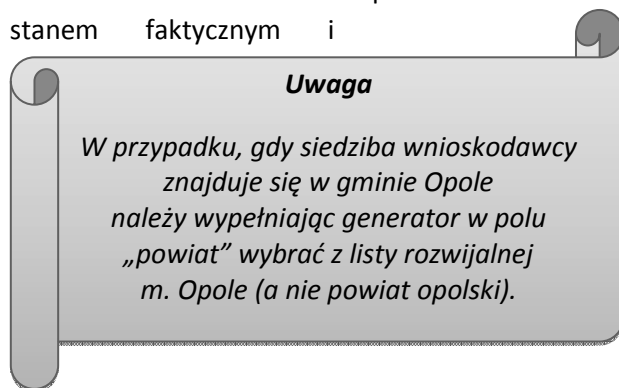 stanem faktycznym i
Uwaga
W przypadku, gdy siedziba wnioskodawcy
znajduje się w gminie Opole
należy wypełniając generator w polu
„powiat” wybrać z listy rozwijalnej
m. Opole (a nie powiat opolski).